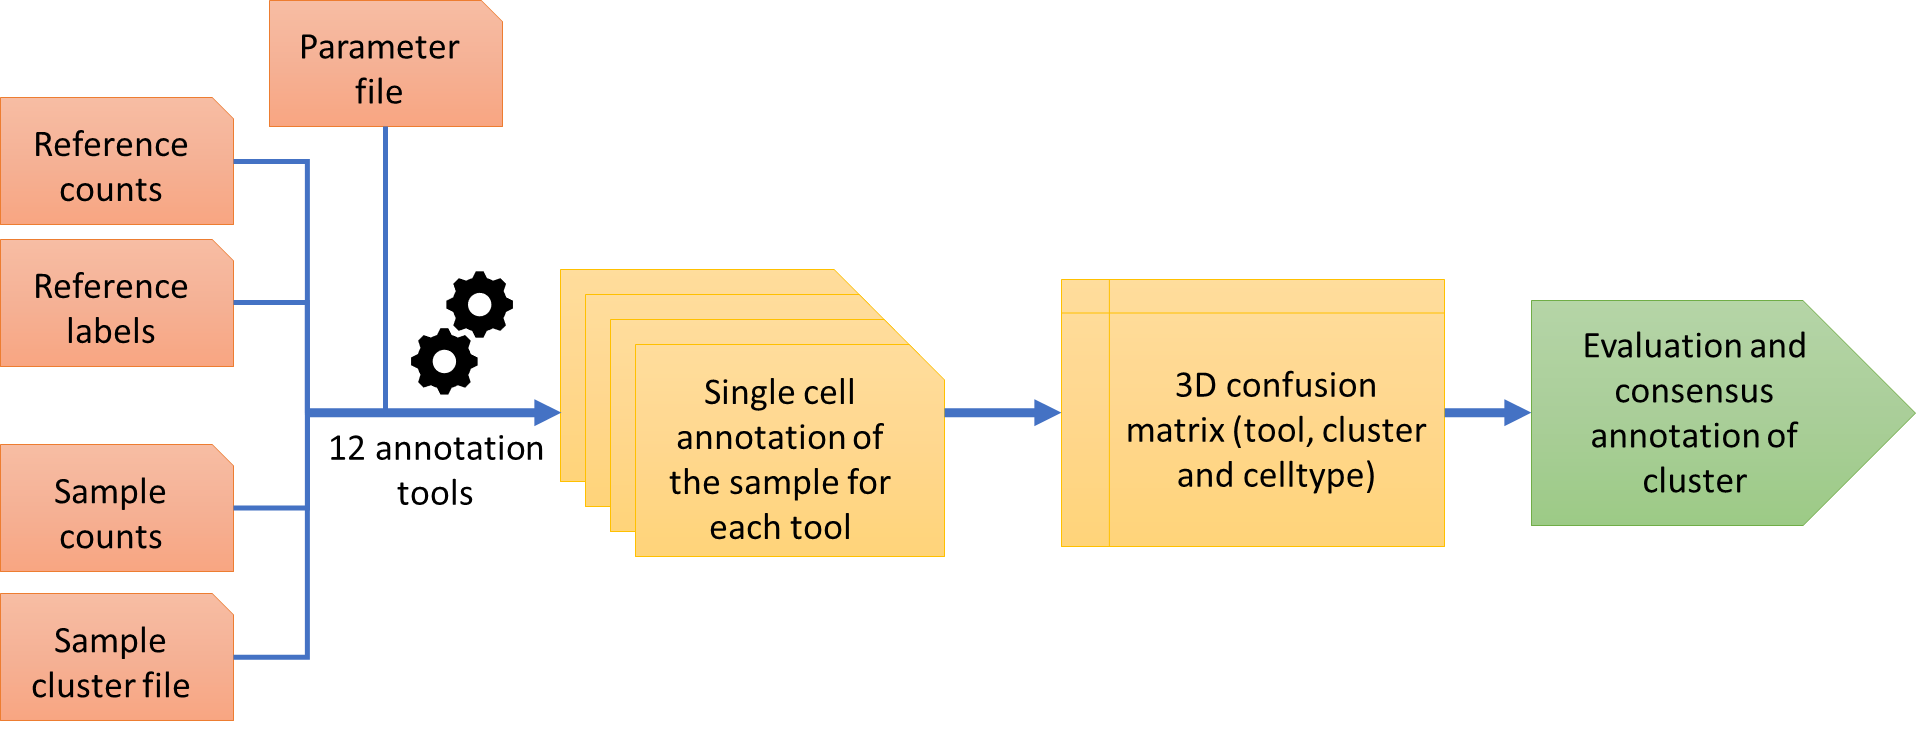 Parameter
file
Reference
counts
Reference
labels
Sample
counts
Sample
cluster file
12 annotation
tools
Single cell
annotation of
the sample for
each tool
3D confusion
matrix (tool, cluster
and celltype)
Evaluation and
consensus
annotation of
cluster